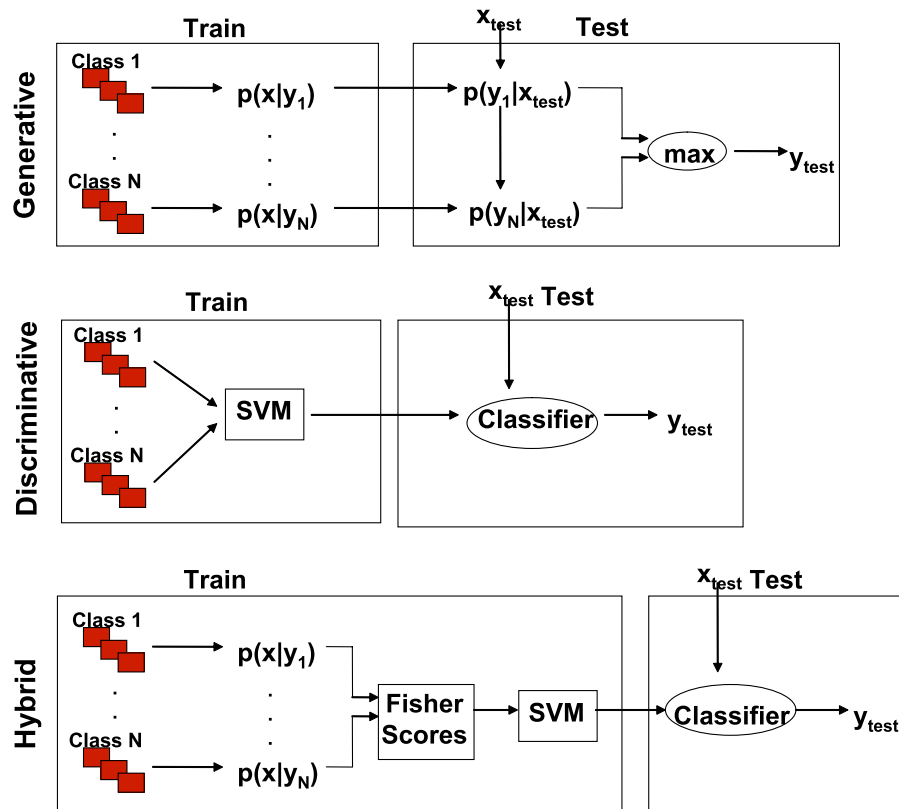 Generative
Train
x_test
Test
Class 1
p(x|y_1)
p(y_1|x_test)
max
y_test
Class N
p(x|y_N)
p(y_N|x_test)
Discriminative
Train
x_test Test
Class 1
SVM
Classifier
y_test
Class N
Hybrid
Train
x_test Test
Class 1
p(x|y_1)
Fisher
Scores
SVM
Classifier
y_test
Class N
p(x|y_N)